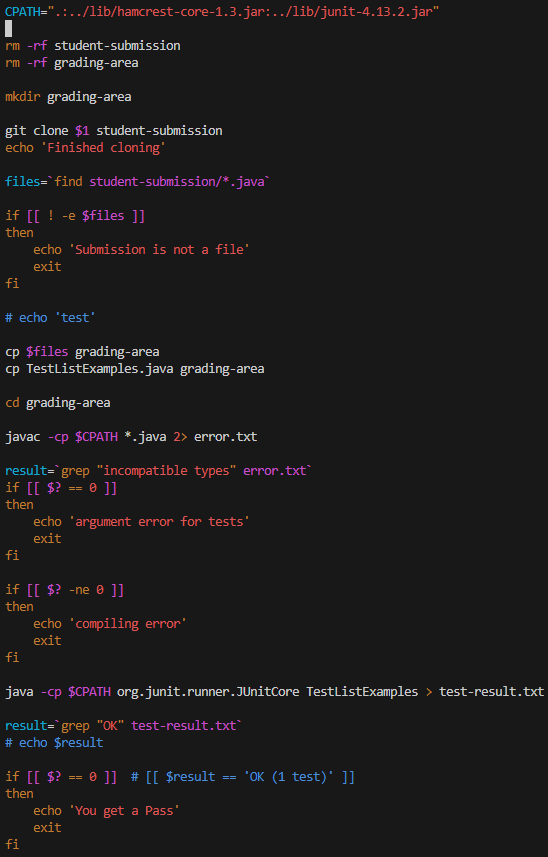 CPATH=".:../lib/hamcrest-core-1.3.jar:../lib/junit-4.13.2.jar"
rm -rf student-submission
rm -rf grading-area
mkdir grading-area
git clone $1 student-submission
echo 'Finished cloning'
files=`find student-submission/*.java`
if [[ ! -e $files ]]
then
    echo 'Submission is not a file'
    exit
fi
# echo 'test'
cp $files grading-area
cp TestListExamples.java grading-area
cd grading-area
javac -cp $CPATH *.java 2> error.txt
result=`grep "incompatible types" error.txt`
if [[ $? == 0 ]]
then
    echo 'argument error for tests'
    exit
fi
if [[ $? -ne 0 ]]
then
    echo 'compiling error'
    exit
fi
java -cp $CPATH org.junit.runner.JUnitCore TestListExamples > test-result.txt
result=`grep "OK" test-result.txt`
# echo $result
if [[ $? == 0 ]]  # [[ $result == 'OK (1 test)' ]]
then
    echo 'You get a Pass'
    exit
fi